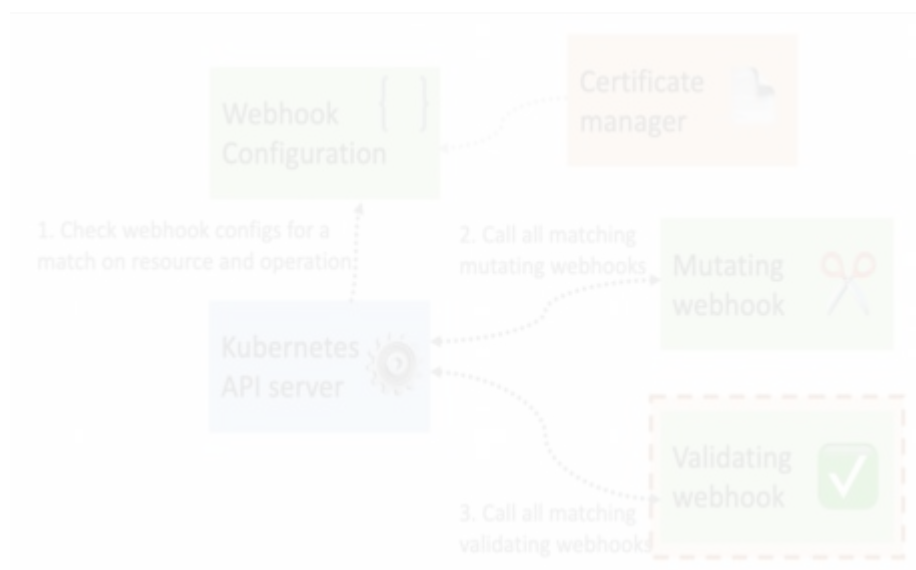 Certificate
manager
Webhook
Configuration
1. Check webhook configs for a
match on resource and operation
2. Call all matching
mutating webhooks
Mutating
webhook
Kubernetes
API server
Validating
webhook
3. Call all matching
validating webhooks